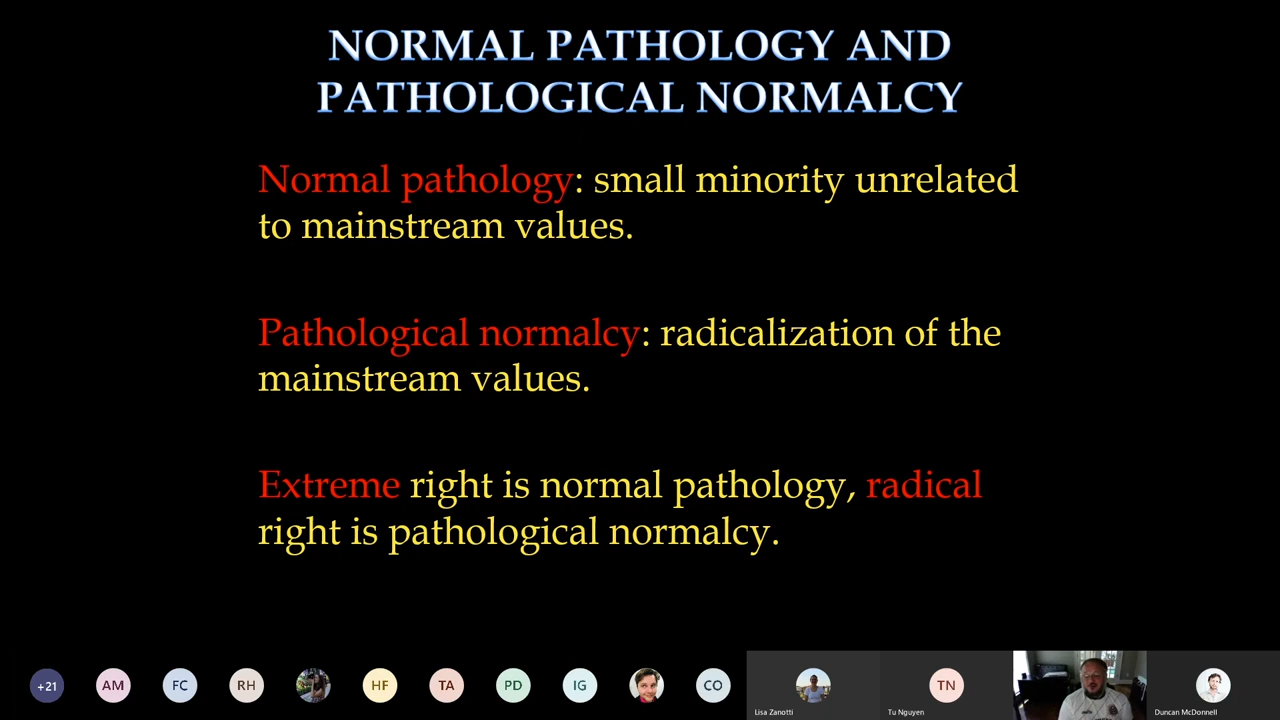 NORMAL PATHOLOGY AND
PATHOLOGICAL NORMALCY
Normal pathology: small minority unrelated
to mainstream values.
Pathological normalcy: radicalization of the
mainstream values.
Extreme right is normal pathology, radical
right is pathological normalcy.
+21 AM FC RH HF TA PD IG CO TN
Lisa Zanotti Tu Nguyen Duncan McDonnell